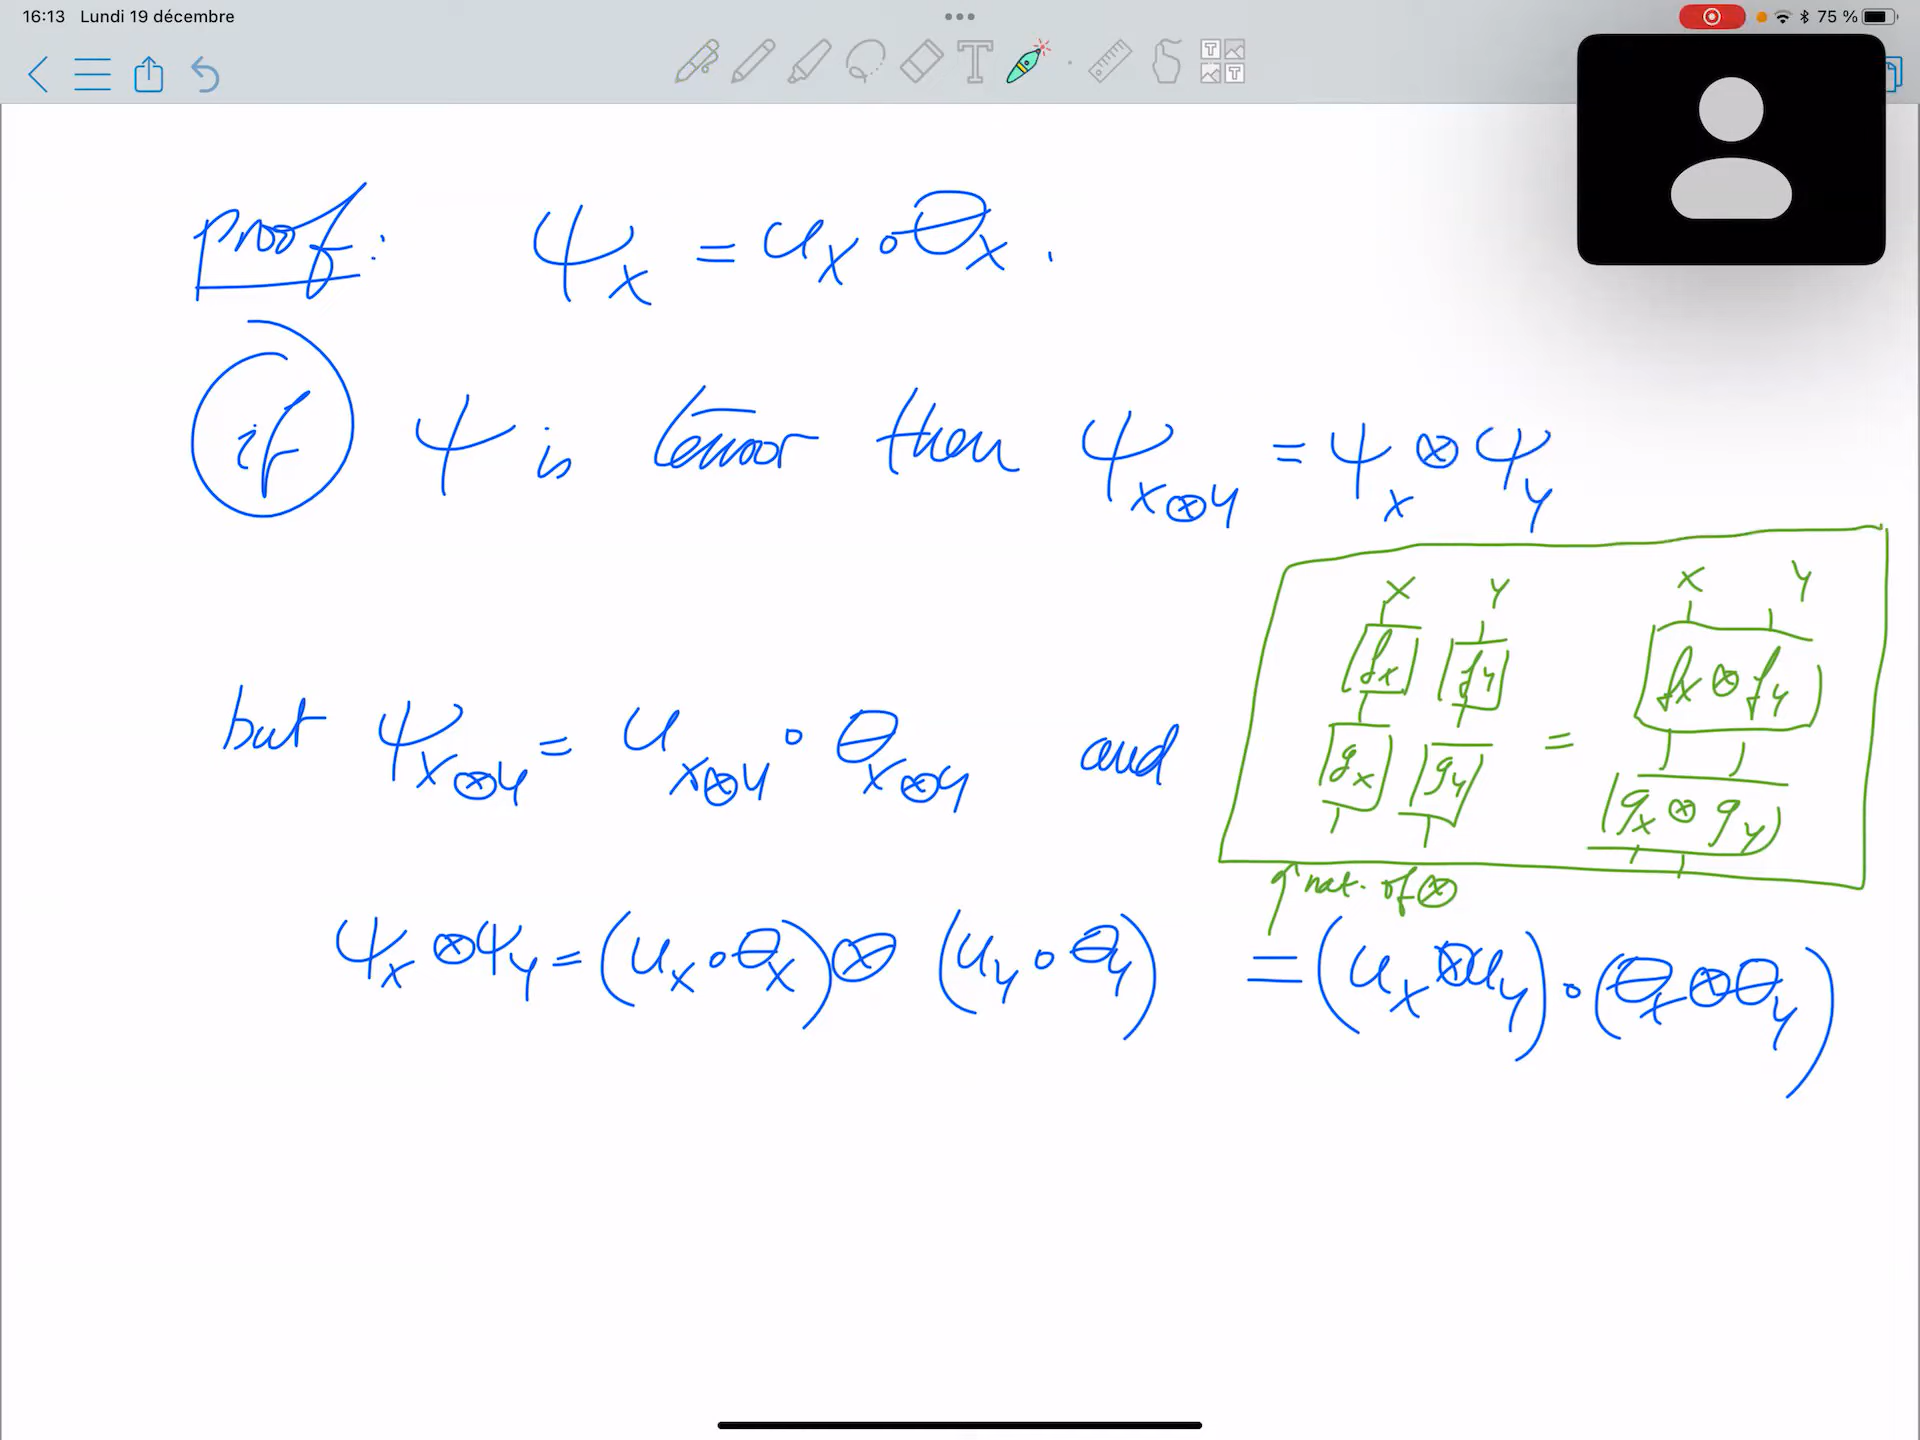 16:13 Lundi 19 décembre 75 %
proof: ψ_X = u_X ∘ θ_X .
if ψ is tensor then ψ_{X⊗Y} = ψ_X ⊗ ψ_Y
X Y X Y
f_X f_Y f_X ⊗ f_Y
=
g_X g_Y g_X ⊗ g_Y
but ψ_{X⊗Y} = u_{X⊗Y} ∘ θ_{X⊗Y} and
↑ nat. of ⊗
ψ_X ⊗ ψ_Y = (u_X ∘ θ_X) ⊗ (u_Y ∘ θ_Y) = (u_X ⊗ u_Y) ∘ (θ_X ⊗ θ_Y)